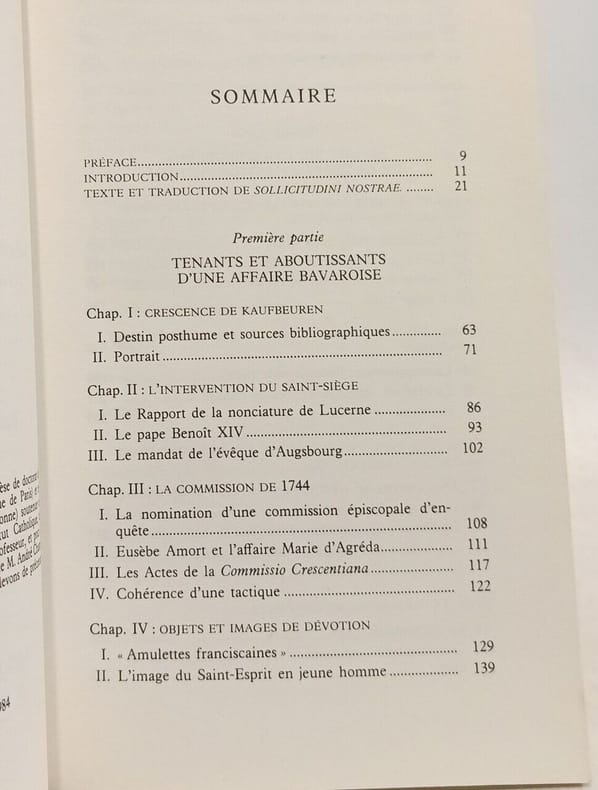 SOMMAIRE
PRÉFACE 9
INTRODUCTION 11
TEXTE ET TRADUCTION DE SOLLICITUDINI NOSTRAE. 21
Première partie
TENANTS ET ABOUTISSANTS
D'UNE AFFAIRE BAVAROISE
Chap. I : CRESCENCE DE KAUFBEUREN
I. Destin posthume et sources bibliographiques 63
II. Portrait 71
Chap. II : L'INTERVENTION DU SAINT-SIÈGE
I. Le Rapport de la nonciature de Lucerne 86
II. Le pape Benoît XIV 93
III. Le mandat de l'évêque d'Augsbourg 102
Chap. III : LA COMMISSION DE 1744
I. La nomination d'une commission épiscopale d'en-
quête 108
II. Eusèbe Amort et l'affaire Marie d'Agréda 111
III. Les Actes de la Commissio Crescentiana 117
IV. Cohérence d'une tactique 122
Chap. IV : OBJETS ET IMAGES DE DÉVOTION
I. « Amulettes franciscaines » 129
II. L'image du Saint-Esprit en jeune homme 139